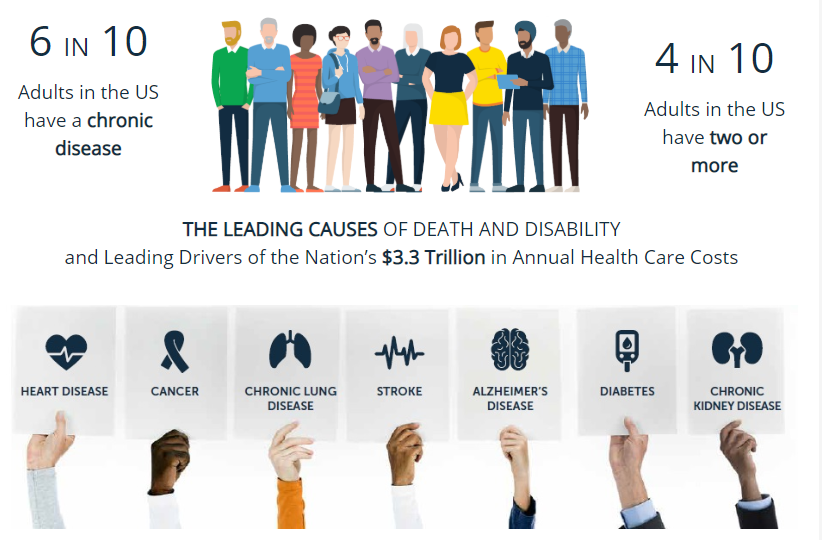 6 IN 10
Adults in the US
have a chronic
disease
4 IN 10
Adults in the US
have two or
more
THE LEADING CAUSES OF DEATH AND DISABILITY
and Leading Drivers of the Nation's $3.3 Trillion in Annual Health Care Costs
HEART DISEASE
CANCER
CHRONIC LUNG
DISEASE
STROKE
ALZHEIMER'S
DISEASE
DIABETES
CHRONIC
KIDNEY DISEASE